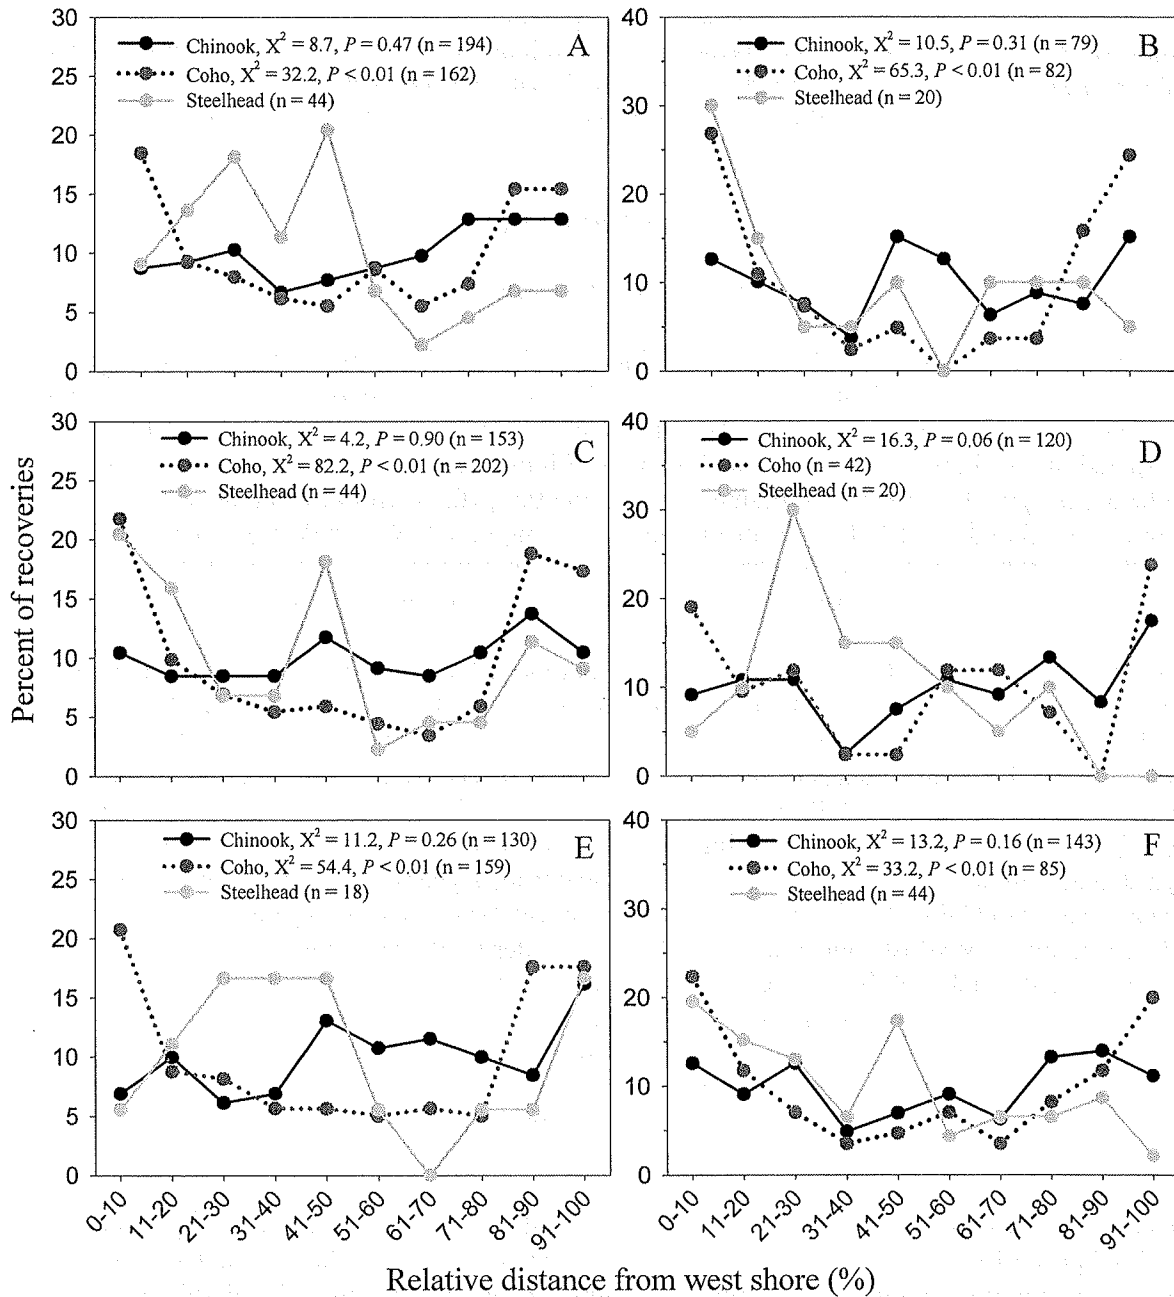 Percent of recoveries
30
25
20
15
10
5
0
Chinook, X² = 8.7, P = 0.47 (n = 194)
Coho, X² = 32.2, P < 0.01 (n = 162)
Steelhead (n = 44)
A
40
30
20
10
0
Chinook, X² = 10.5, P = 0.31 (n = 79)
Coho, X² = 65.3, P < 0.01 (n = 82)
Steelhead (n = 20)
B
30
25
20
15
10
5
0
Chinook, X² = 4.2, P = 0.90 (n = 153)
Coho, X² = 82.2, P < 0.01 (n = 202)
Steelhead (n = 44)
C
40
30
20
10
0
Chinook, X² = 16.3, P = 0.06 (n = 120)
Coho (n = 42)
Steelhead (n = 20)
D
30
25
20
15
10
5
0
Chinook, X² = 11.2, P = 0.26 (n = 130)
Coho, X² = 54.4, P < 0.01 (n = 159)
Steelhead (n = 18)
E
0-10
11-20
21-30
31-40
41-50
51-60
61-70
71-80
81-90
91-100
40
30
20
10
0
Chinook, X² = 13.2, P = 0.16 (n = 143)
Coho, X² = 33.2, P < 0.01 (n = 85)
Steelhead (n = 44)
F
0-10
11-20
21-30
31-40
41-50
51-60
61-70
71-80
81-90
91-100
Relative distance from west shore (%)